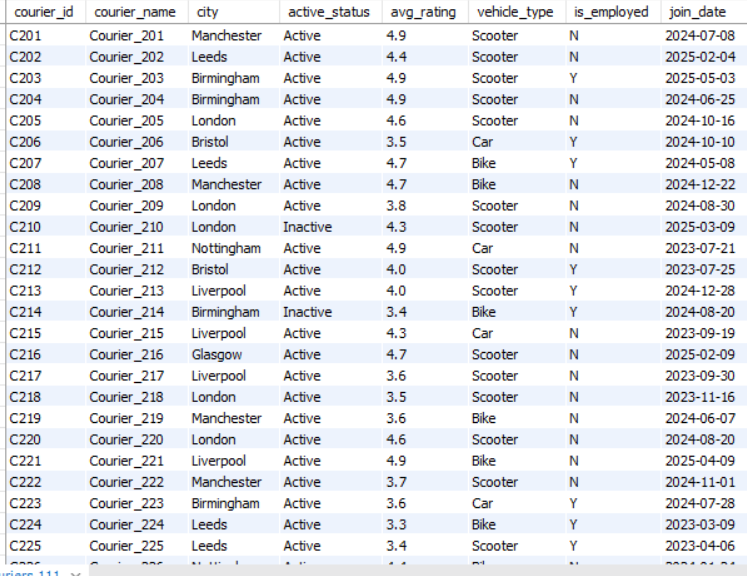 courier_id courier_name city active_status avg_rating vehicle_type is_employed join_date
C201 Courier_201 Manchester Active 4.9 Scooter N 2024-07-08
C202 Courier_202 Leeds Active 4.4 Scooter N 2025-02-04
C203 Courier_203 Birmingham Active 4.9 Scooter Y 2025-05-03
C204 Courier_204 Birmingham Active 4.9 Scooter N 2024-06-25
C205 Courier_205 London Active 4.6 Scooter N 2024-10-16
C206 Courier_206 Bristol Active 3.5 Car Y 2024-10-10
C207 Courier_207 Leeds Active 4.7 Bike Y 2024-05-08
C208 Courier_208 Manchester Active 4.7 Bike N 2024-12-22
C209 Courier_209 London Active 3.8 Scooter N 2024-08-30
C210 Courier_210 London Inactive 4.3 Scooter N 2025-03-09
C211 Courier_211 Nottingham Active 4.9 Car N 2023-07-21
C212 Courier_212 Bristol Active 4.0 Scooter Y 2023-07-25
C213 Courier_213 Liverpool Active 4.0 Scooter Y 2024-12-28
C214 Courier_214 Birmingham Inactive 3.4 Bike Y 2024-08-20
C215 Courier_215 Liverpool Active 4.3 Car N 2023-09-19
C216 Courier_216 Glasgow Active 4.7 Scooter N 2025-02-09
C217 Courier_217 Liverpool Active 3.6 Scooter N 2023-09-30
C218 Courier_218 London Active 3.5 Scooter N 2023-11-16
C219 Courier_219 Manchester Active 3.6 Bike N 2024-06-07
C220 Courier_220 London Active 4.6 Scooter N 2024-08-20
C221 Courier_221 Liverpool Active 4.9 Bike N 2025-04-09
C222 Courier_222 Manchester Active 3.7 Scooter N 2024-11-01
C223 Courier_223 Birmingham Active 3.6 Car Y 2024-07-28
C224 Courier_224 Leeds Active 3.3 Bike Y 2023-03-09
C225 Courier_225 Leeds Active 3.4 Scooter Y 2023-04-06